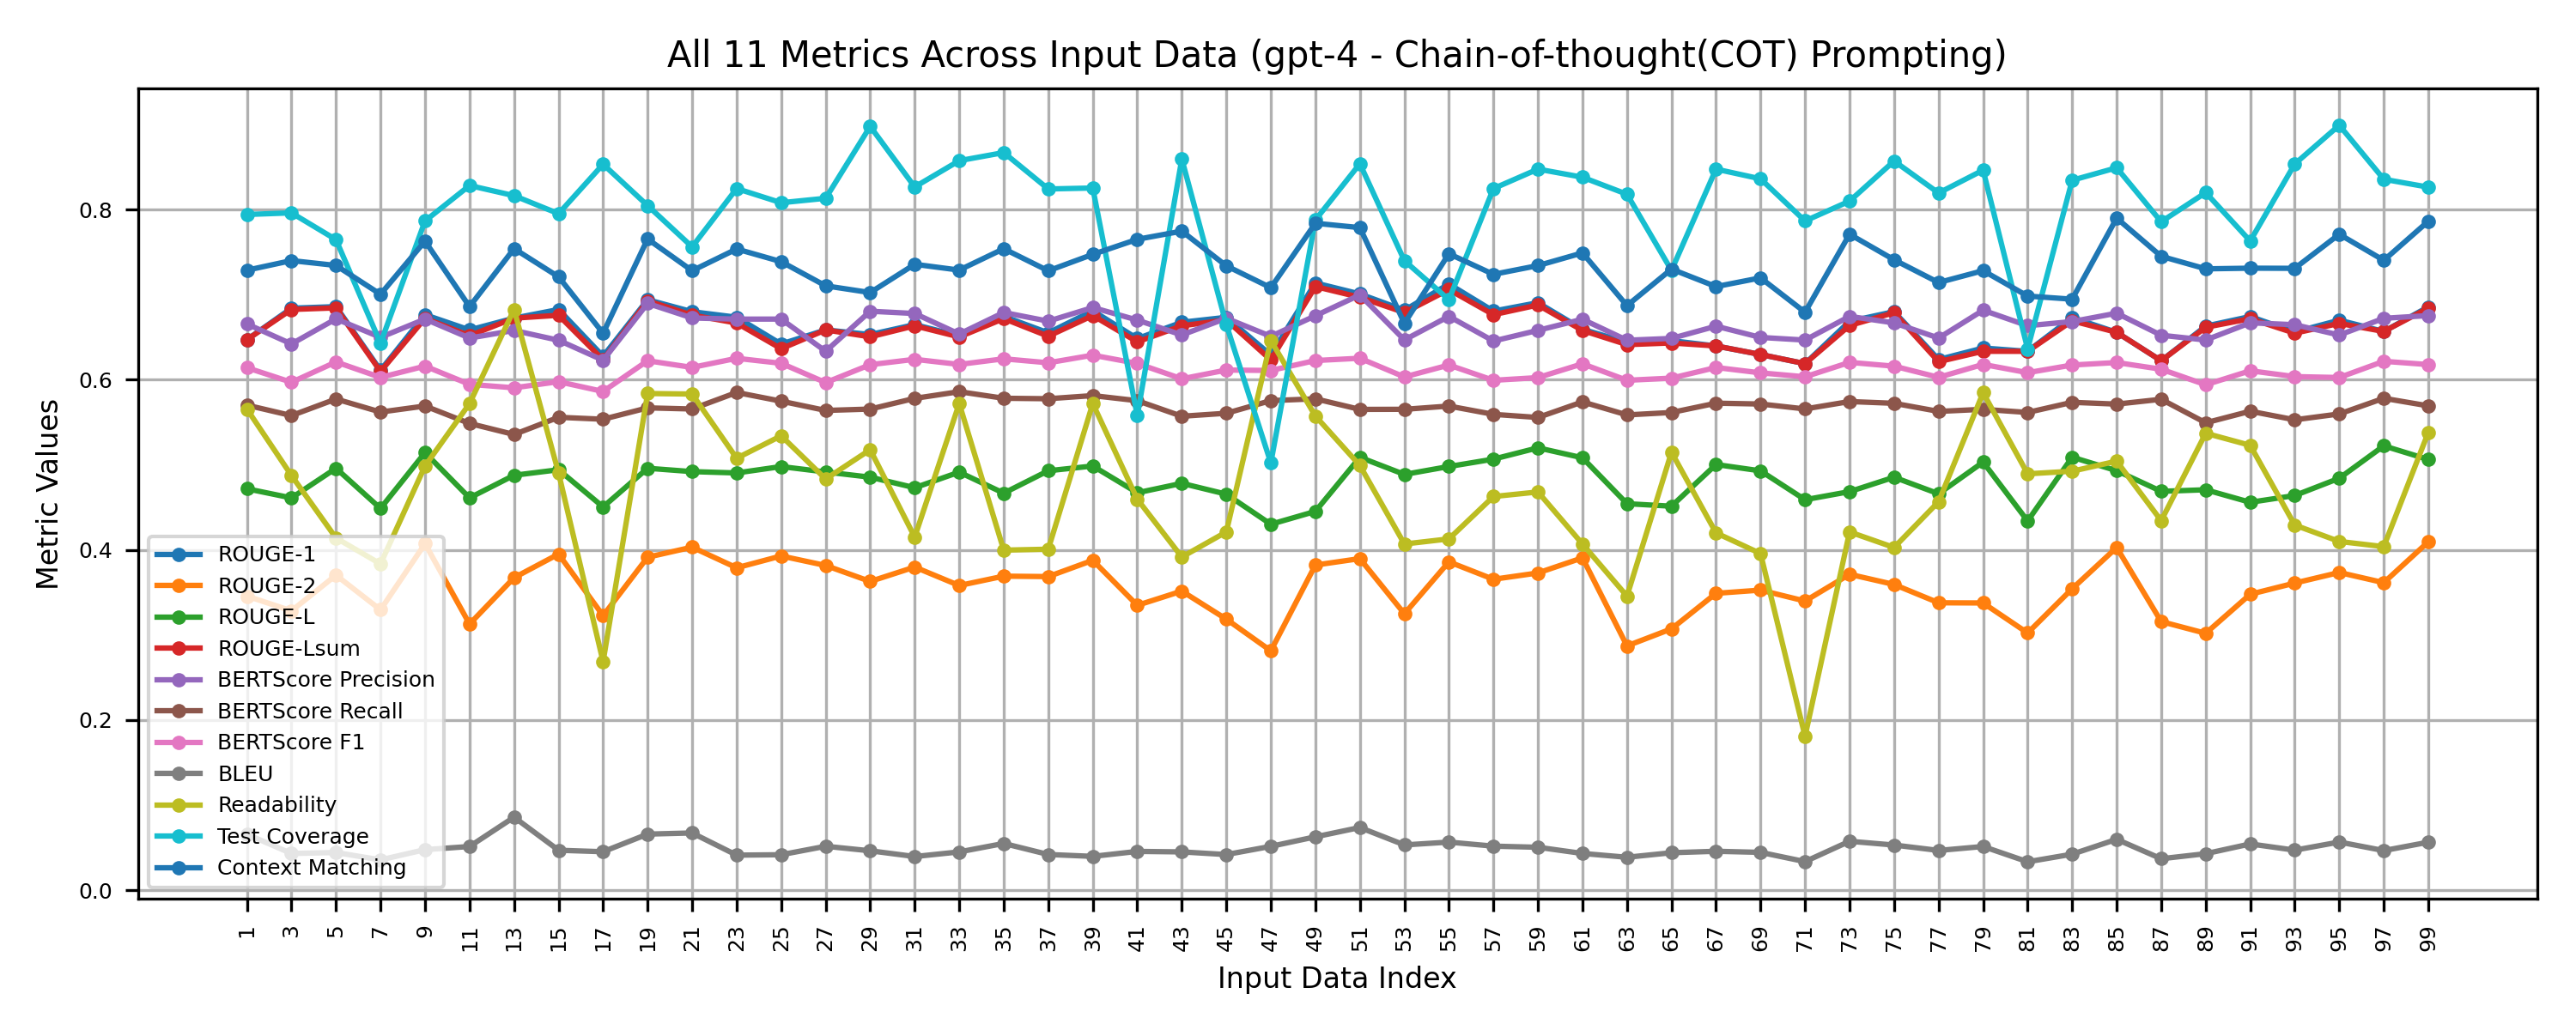 All 11 Metrics Across Input Data (gpt-4 - Chain-of-thought(COT) Prompting)
Metric Values
0.8
0.6
0.4
0.2
0.0
ROUGE-1
ROUGE-2
ROUGE-L
ROUGE-Lsum
BERTScore Precision
BERTScore Recall
BERTScore F1
BLEU
Readability
Test Coverage
Context Matching
1 3 5 7 9 11 13 15 17 19 21 23 25 27 29 31 33 35 37 39 41 43 45 47 49 51 53 55 57 59 61 63 65 67 69 71 73 75 77 79 81 83 85 87 89 91 93 95 97 99
Input Data Index